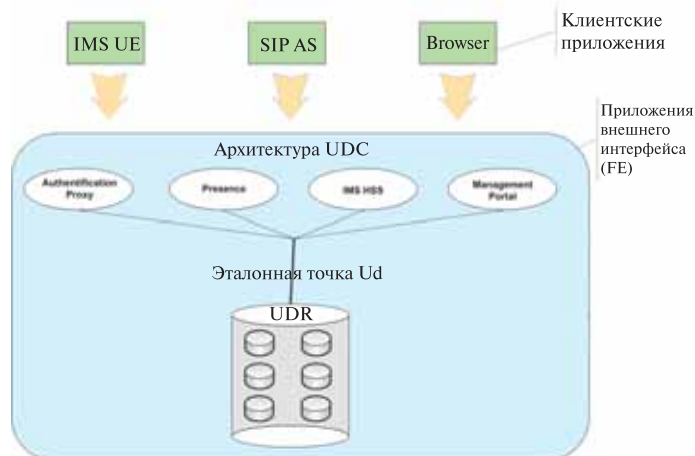 IMS UE
SIP AS
Browser
Клиентские
приложения
Приложения
внешнего
интерфейса
(FE)
Архитектура UDC
Authentification
Proxy
Presence
IMS HSS
Management
Portal
Эталонная точка Ud
UDR